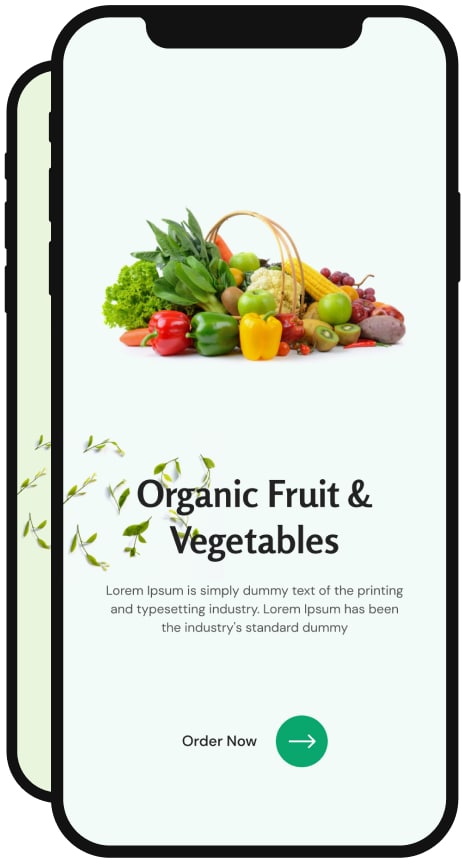 Organic Fruit &
Vegetables
Lorem Ipsum is simply dummy text of the printing
and typesetting industry. Lorem Ipsum has been
the industry's standard dummy
Order Now